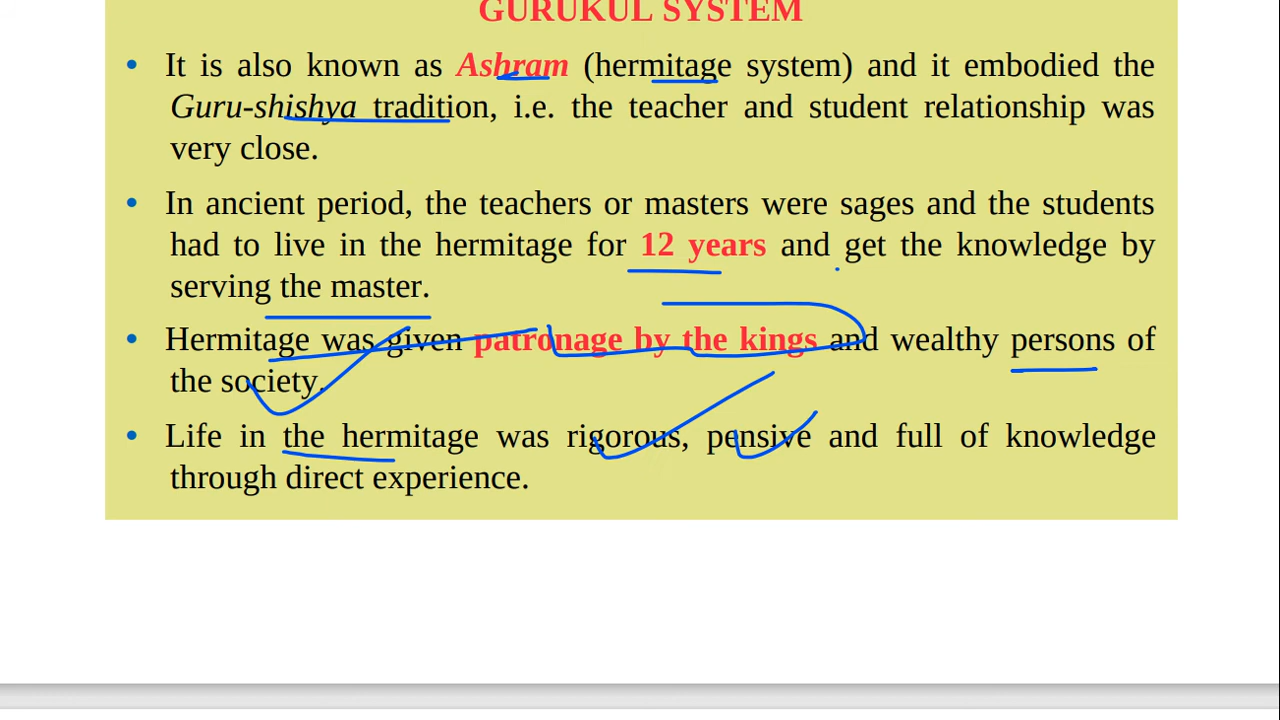 GURUKUL SYSTEM
• It is also known as Ashram (hermitage system) and it embodied the
Guru-shishya tradition, i.e. the teacher and student relationship was
very close.
• In ancient period, the teachers or masters were sages and the students
had to live in the hermitage for 12 years and get the knowledge by
serving the master.
• Hermitage was given patronage by the kings and wealthy persons of
the society.
• Life in the hermitage was rigorous, pensive and full of knowledge
through direct experience.